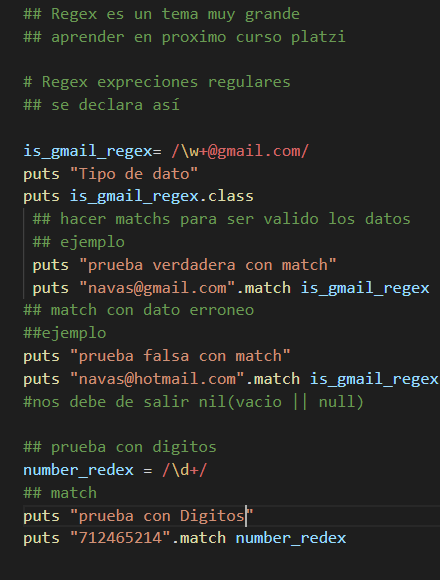 ## Regex es un tema muy grande
## aprender en proximo curso platzi
# Regex expreciones regulares
## se declara así
is_gmail_regex= /\w+@gmail.com/
puts "Tipo de dato"
puts is_gmail_regex.class
## hacer matchs para ser valido los datos
## ejemplo
puts "prueba verdadera con match"
puts "navas@gmail.com".match is_gmail_regex
## match con dato erroneo
##ejemplo
puts "prueba falsa con match"
puts "navas@hotmail.com".match is_gmail_regex
#nos debe de salir nil(vacio || null)
## prueba con digitos
number_redex = /\d+/
## match
puts "prueba con Digitos"
puts "712465214".match number_redex